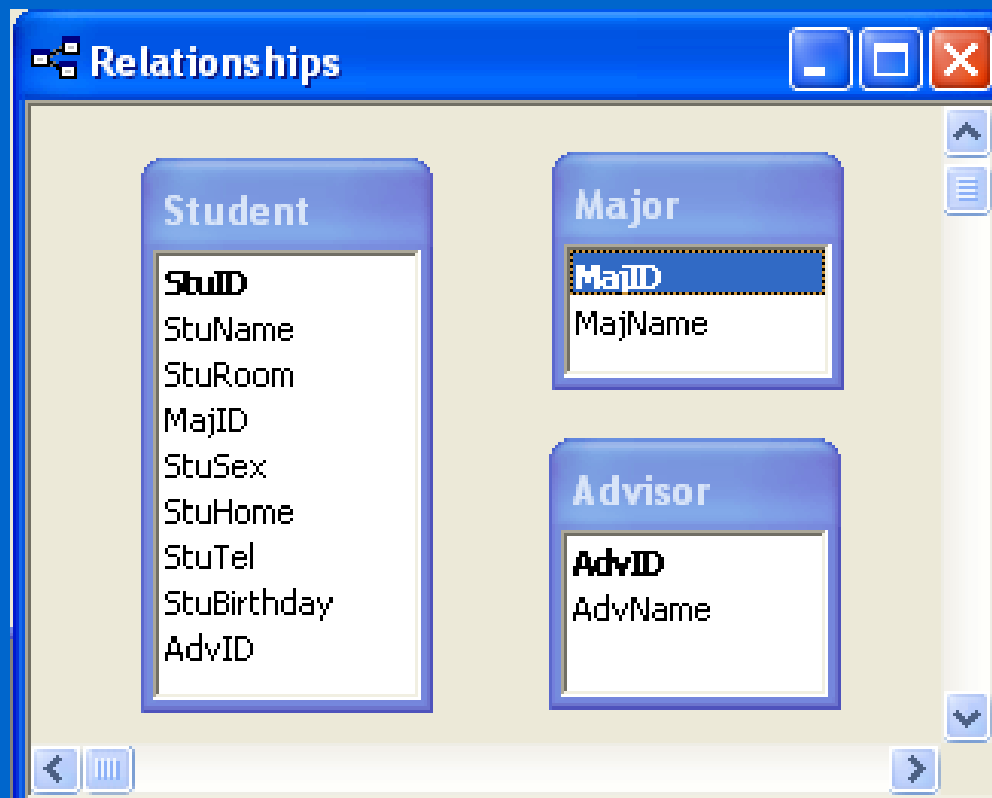 Relationships
Student
StuID
StuName
StuRoom
MajID
StuSex
StuHome
StuTel
StuBirthday
AdvID
Major
MajID
MajName
Advisor
AdvID
AdvName